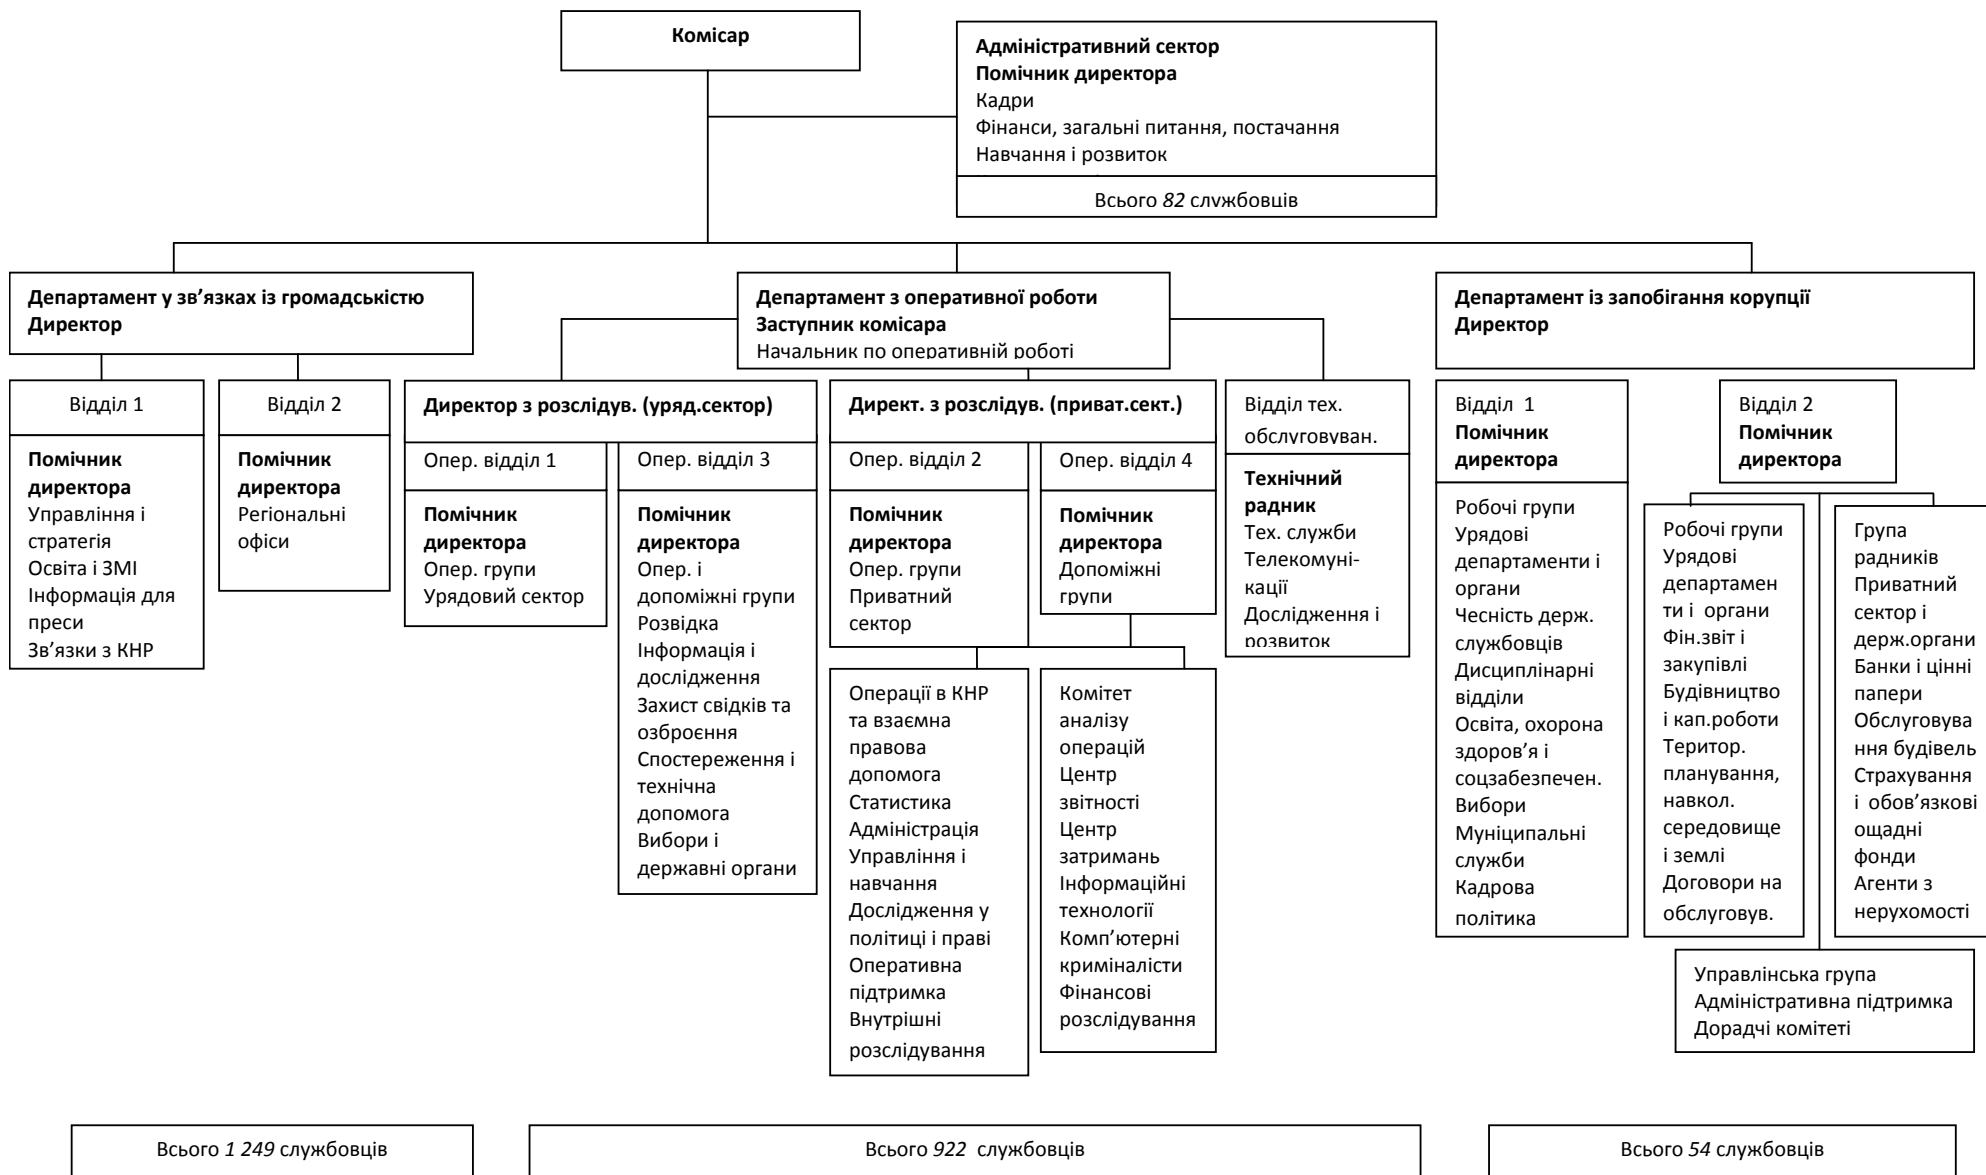 Комісар
Адміністративний сектор
Помічник директора
Кадри
Фінанси, загальні питання, постачання
Навчання і розвиток
Всього 82 службовців
Департамент у зв’язках із громадськістю
Директор
Департамент з оперативної роботи
Заступник комісара
Начальник по оперативній роботі
Департамент із запобігання корупції
Директор
Відділ 1
Помічник
директора
Управління і
стратегія
Освіта і ЗМІ
Інформація для
преси
Зв’язки з КНР
Відділ 2
Помічник
директора
Регіональні
офіси
Директор з розслідув. (уряд.сектор)
Опер. відділ 1
Помічник
директора
Опер. групи
Урядовий сектор
Опер. відділ 3
Помічник
директора
Опер. і
допоміжні групи
Розвідка
Інформація і
дослідження
Захист свідків та
озброєння
Спостереження і
технічна
допомога
Вибори і
державні органи
Директ. з розслідув. (приват.сект.)
Опер. відділ 2
Помічник
директора
Опер. групи
Приватний
сектор
Опер. відділ 4
Помічник
директора
Допоміжні
групи
Операції в КНР
та взаємна
правова
допомога
Статистика
Адміністрація
Управління і
навчання
Дослідження у
політиці і праві
Оперативна
підтримка
Внутрішні
розслідування
Комітет
аналізу
операцій
Центр
звітності
Центр
затримань
Інформаційні
технології
Комп’ютерні
криміналісти
Фінансові
розслідування
Відділ тех.
обслуговуван.
Технічний
радник
Тех. служби
Телекомуні-
кації
Дослідження і
розвиток
Відділ 1
Помічник
директора
Робочі групи
Урядові
департаменти і
органи
Чесність держ.
службовців
Дисциплінарні
відділи
Освіта, охорона
здоров’я і
соцзабезпечен.
Вибори
Муніципальні
служби
Кадрова
політика
Відділ 2
Помічник
директора
Робочі групи
Урядові
департамен
ти і органи
Фін.звіт і
закупівлі
Будівництво
і кап.роботи
Територ.
планування,
навкол.
середовище
і землі
Договори на
обслуговув.
Група
радників
Приватний
сектор і
держ.органи
Банки і цінні
папери
Обслуговува
ння будівель
Страхування
і обов’язкові
ощадні
фонди
Агенти з
нерухомості
Управлінська група
Адміністративна підтримка
Дорадчі комітеті
Всього 1 249 службовців
Всього 922 службовців
Всього 54 службовців